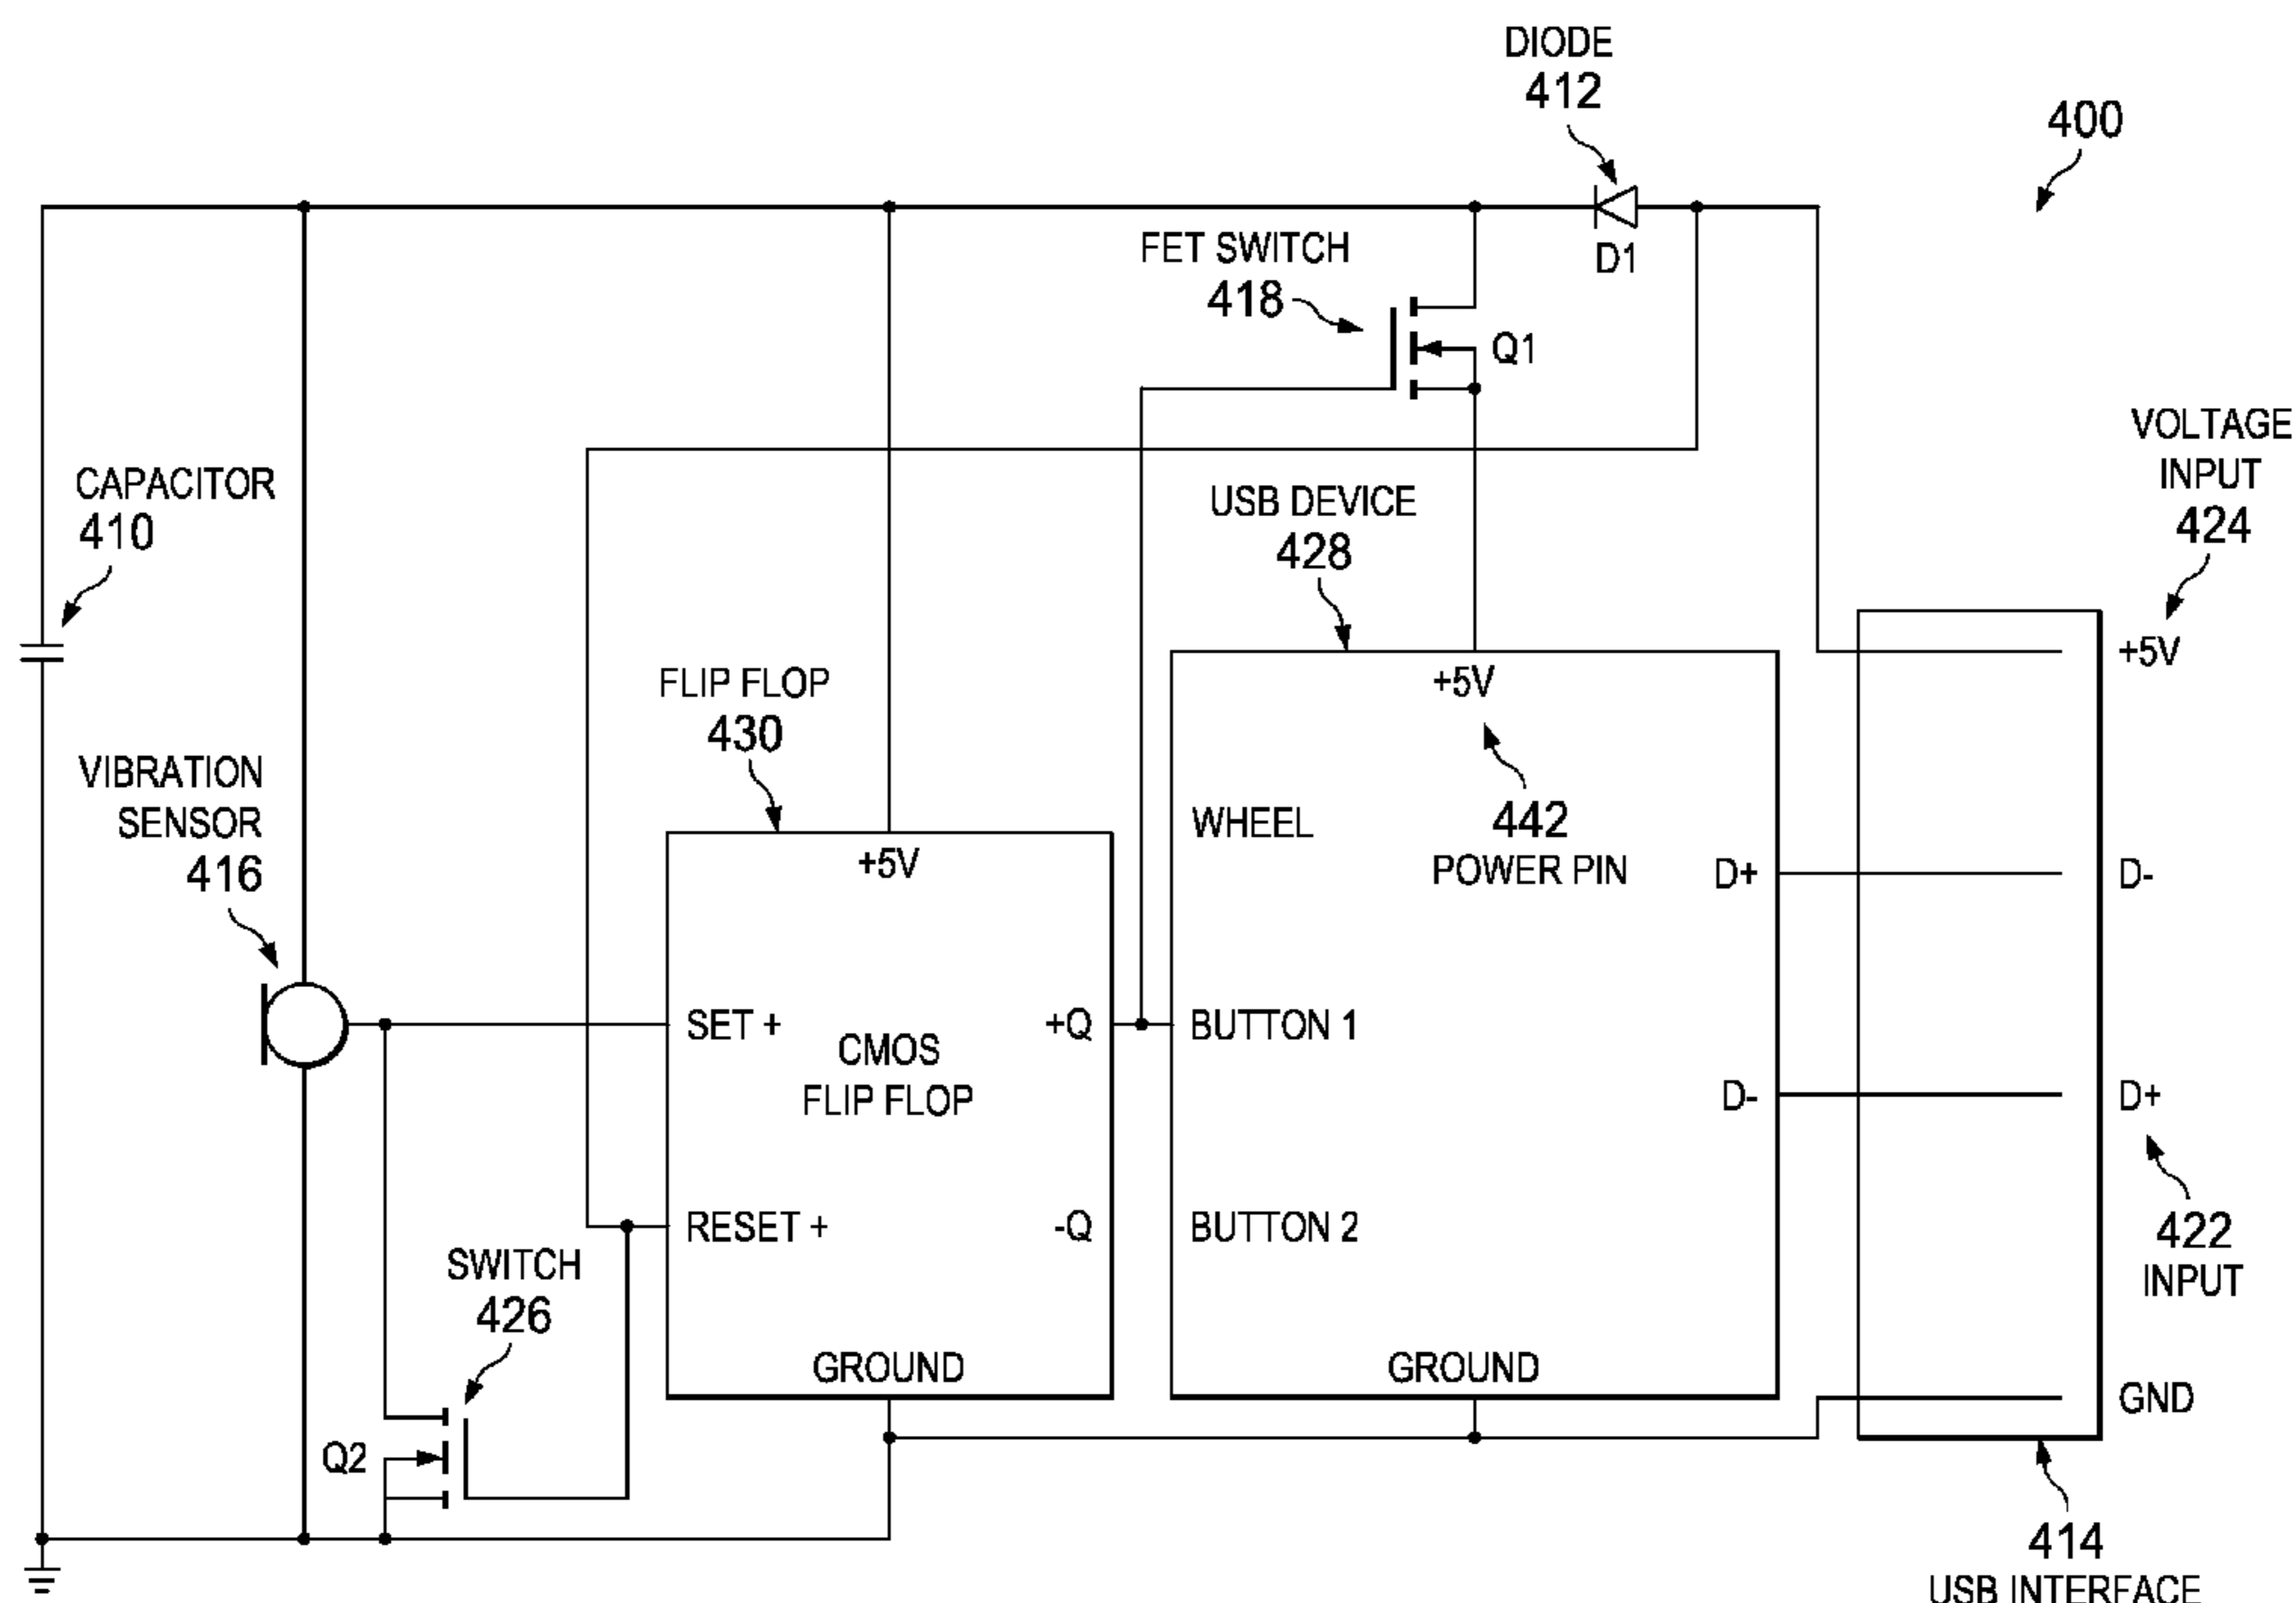 DIODE
412
400
D1
FET SWITCH
418
Q1
VOLTAGE
INPUT
424
CAPACITOR
410
USB DEVICE
428
+5V
+5V
442
POWER PIN
FLIP FLOP
430
+5V
VIBRATION
SENSOR
416
WHEEL
D+
D-
SET +
+Q
CMOS
FLIP FLOP
BUTTON 1
D-
D+
422
INPUT
RESET +
-Q
BUTTON 2
SWITCH
426
Q2
GROUND
GROUND
GND
414
USB INTERFACE